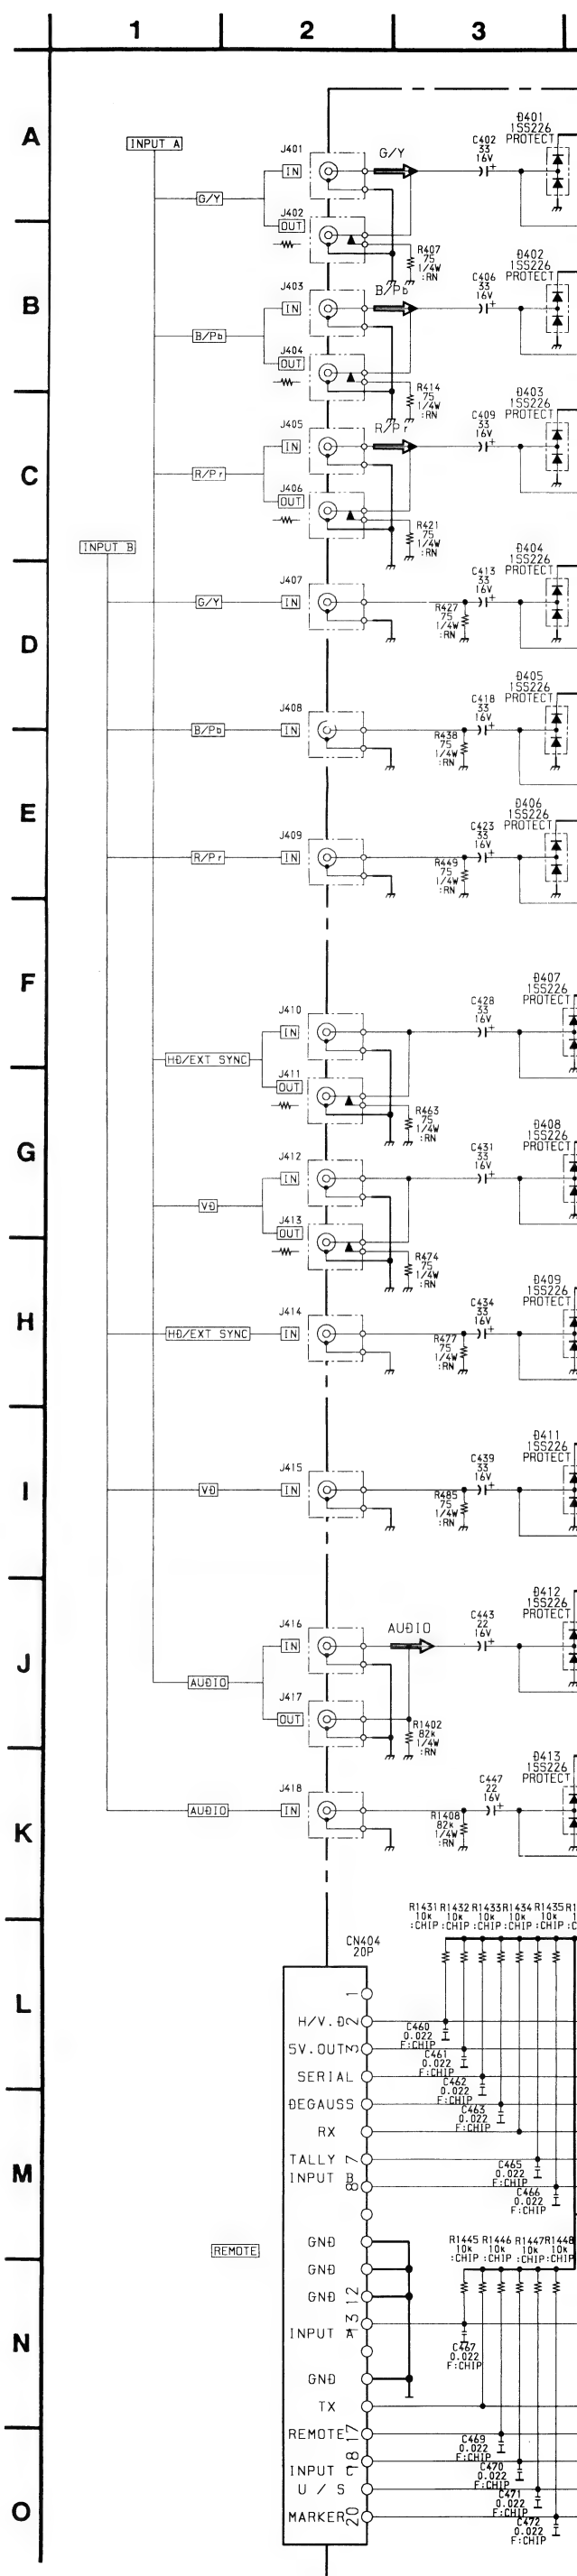 1 2 3
A
INPUT A
J401
IN
G/Y
C402
33
16V
+
D401
1SS226
PROTECT
G/Y
J402
OUT
R407
75
1/4W
:RN
B
J403
IN
B/Pb
C406
33
16V
+
D402
1SS226
PROTECT
B/Pb
J404
OUT
R414
75
1/4W
:RN
C
J405
IN
R/Pr
C409
33
16V
+
D403
1SS226
PROTECT
R/Pr
J406
OUT
R421
75
1/4W
:RN
INPUT B
D
J407
G/Y
IN
R427
75
1/4W
:RN
C413
33
16V
+
D404
1SS226
PROTECT
J408
B/Pb
IN
R438
75
1/4W
:RN
C418
33
16V
+
D405
1SS226
PROTECT
E
J409
R/Pr
IN
R449
75
1/4W
:RN
C423
33
16V
+
D406
1SS226
PROTECT
F
J410
IN
C428
33
16V
+
D407
1SS226
PROTECT
HD/EXT SYNC
J411
OUT
R463
75
1/4W
:RN
G
J412
IN
C431
33
16V
+
D408
1SS226
PROTECT
VD
J413
OUT
R474
75
1/4W
:RN
H
J414
HD/EXT SYNC
IN
R477
75
1/4W
:RN
C434
33
16V
+
D409
1SS226
PROTECT
I
J415
VD
IN
R485
75
1/4W
:RN
C439
33
16V
+
D411
1SS226
PROTECT
J
J416
IN
AUDIO
C443
22
16V
+
D412
1SS226
PROTECT
AUDIO
J417
OUT
R1402
82k
1/4W
:RN
K
J418
AUDIO
IN
R1408
82k
1/4W
:RN
C447
22
16V
+
D413
1SS226
PROTECT
R1431 R1432 R1433 R1434 R1435
10k 10k 10k 10k 10k
:CHIP :CHIP :CHIP :CHIP :CHIP
L
CN404
20P
1
H/V.D 2
5V.OUT 3
SERIAL
DEGAUSS
RX
TALLY 7
INPUT B 8
C460
0.022
F:CHIP
C461
0.022
F:CHIP
C462
0.022
F:CHIP
C463
0.022
F:CHIP
C465
0.022
F:CHIP
C466
0.022
F:CHIP
M
REMOTE
GND
GND
GND 12
INPUT A 13
GND
TX
REMOTE 17
INPUT C 18
U / S
MARKER 20
R1445 R1446 R1447 R1448
10k 10k 10k 10k
:CHIP :CHIP :CHIP :CHIP
N
C467
0.022
F:CHIP
C469
0.022
F:CHIP
C470
0.022
F:CHIP
C471
0.022
F:CHIP
C472
0.022
F:CHIP
O